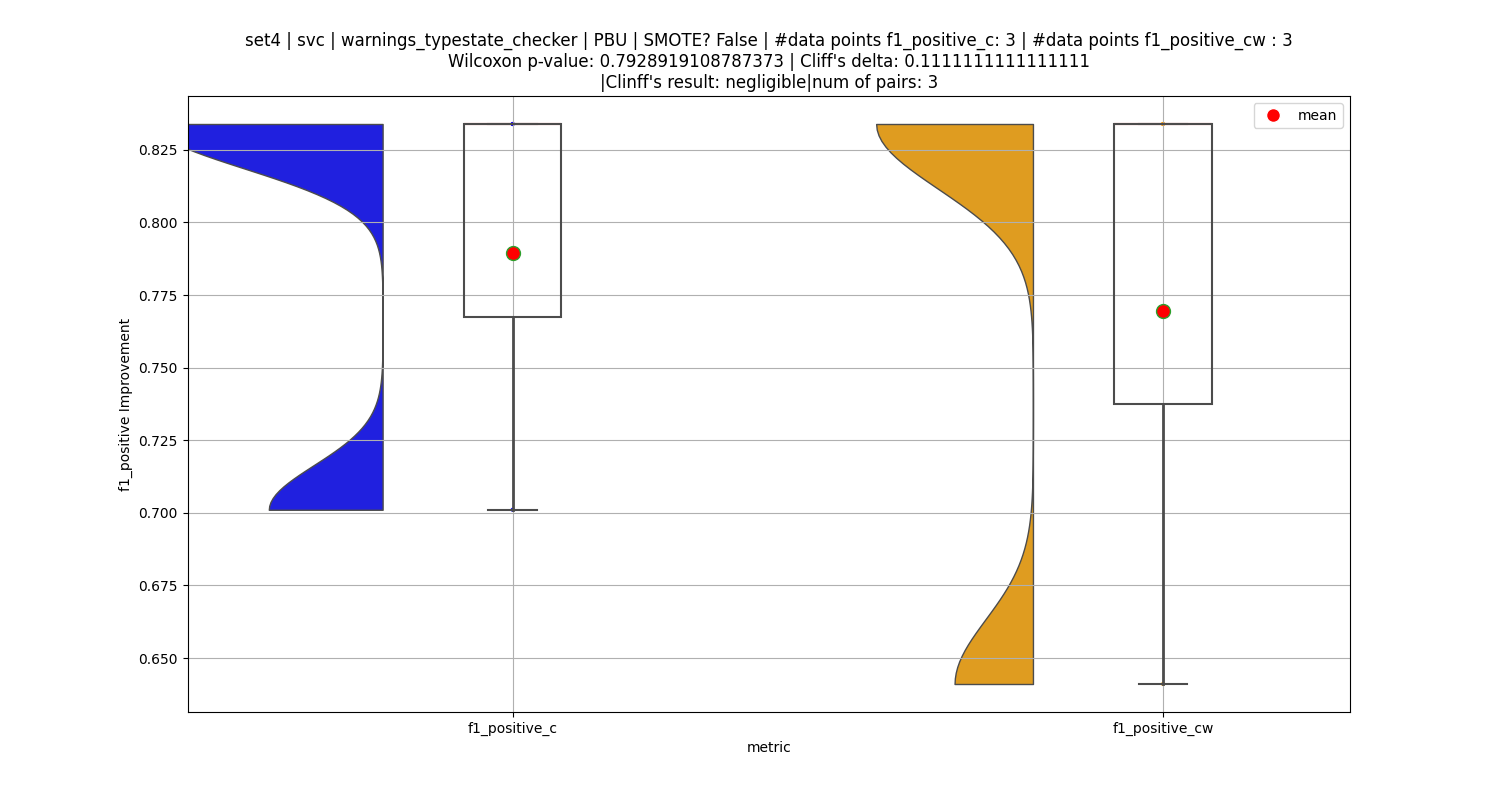 set4 | svc | warnings_typestate_checker | PBU | SMOTE? False | #data points f1_positive_c: 3 | #data points f1_positive_cw : 3
Wilcoxon p-value: 0.7928919108787373 | Cliff's delta: 0.1111111111111111
|Clinff's result: negligible|num of pairs: 3
mean
0.825
0.800
0.775
0.750
0.725
0.700
0.675
0.650
f1_positive Improvement
f1_positive_c
f1_positive_cw
metric